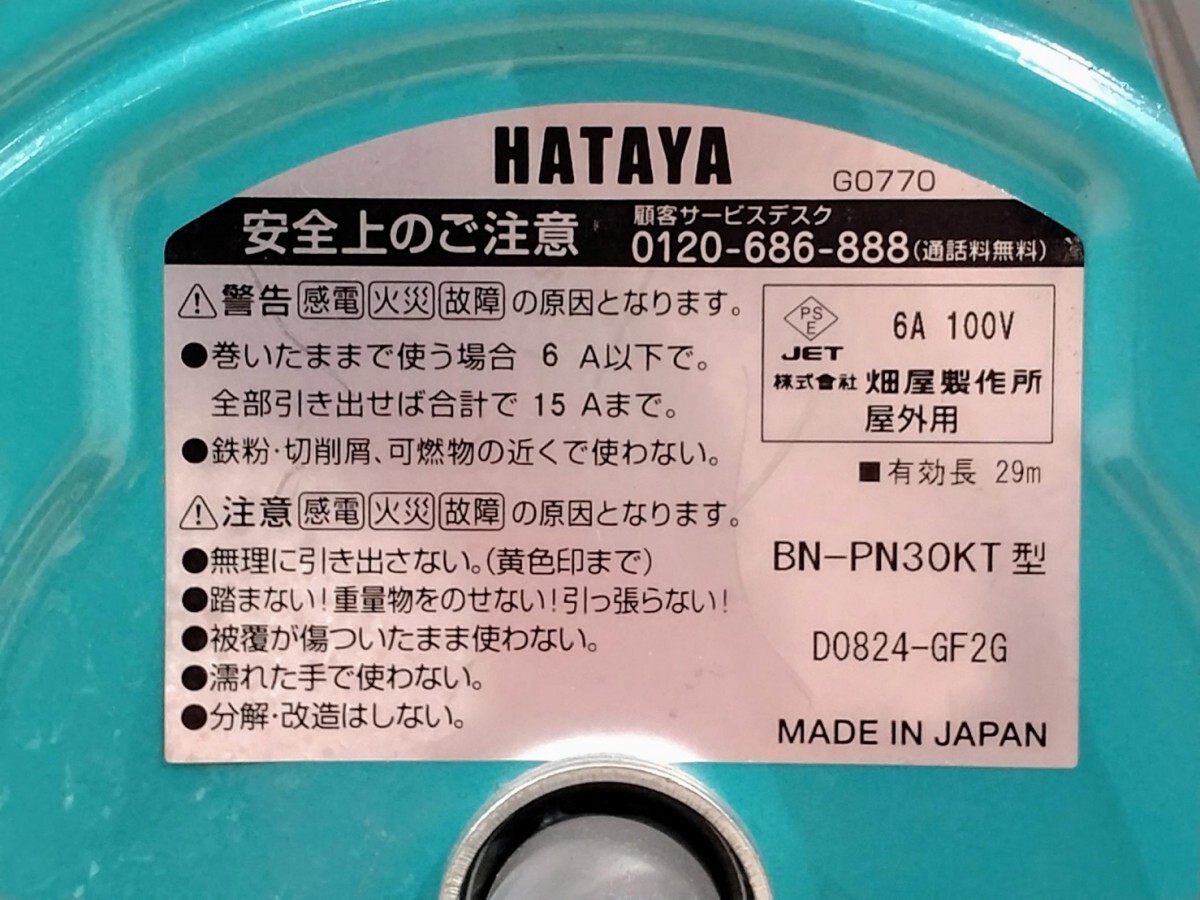 HATAYA
G0770
安全上のご注意
顧客サービスデスク
0120-686-888(通話料無料)
警告 感電 火災 故障 の原因となります。
●巻いたままで使う場合 6 A以下で。
全部引き出せば合計で 15 Aまで。
●鉄粉・切削屑、可燃物の近くで使わない。
注意 感電 火災 故障 の原因となります。
●無理に引き出さない。(黄色印まで)
●踏まない!重量物をのせない!引っ張らない!
●被覆が傷ついたまま使わない。
●濡れた手で使わない。
●分解・改造はしない。
PS
E
JET
6A 100V
株式會社 畑屋製作所
屋外用
■有効長 29m
BN-PN30KT 型
D0824-GF2G
MADE IN JAPAN